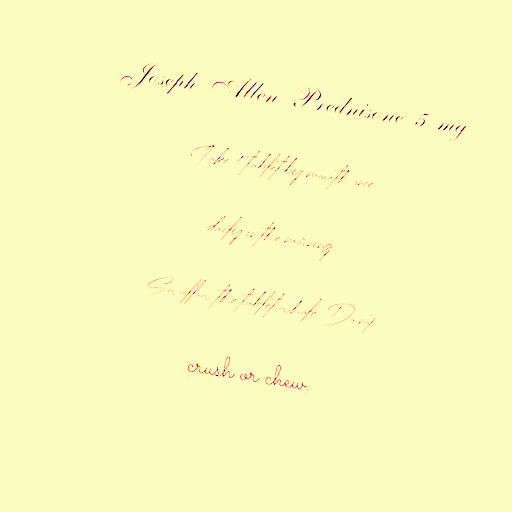 Joseph Allen Prednisone 5 mg
Take 1 tablet by mouth once
daily in the morning
Swallow the tablet whole. Do not
crush or chew.